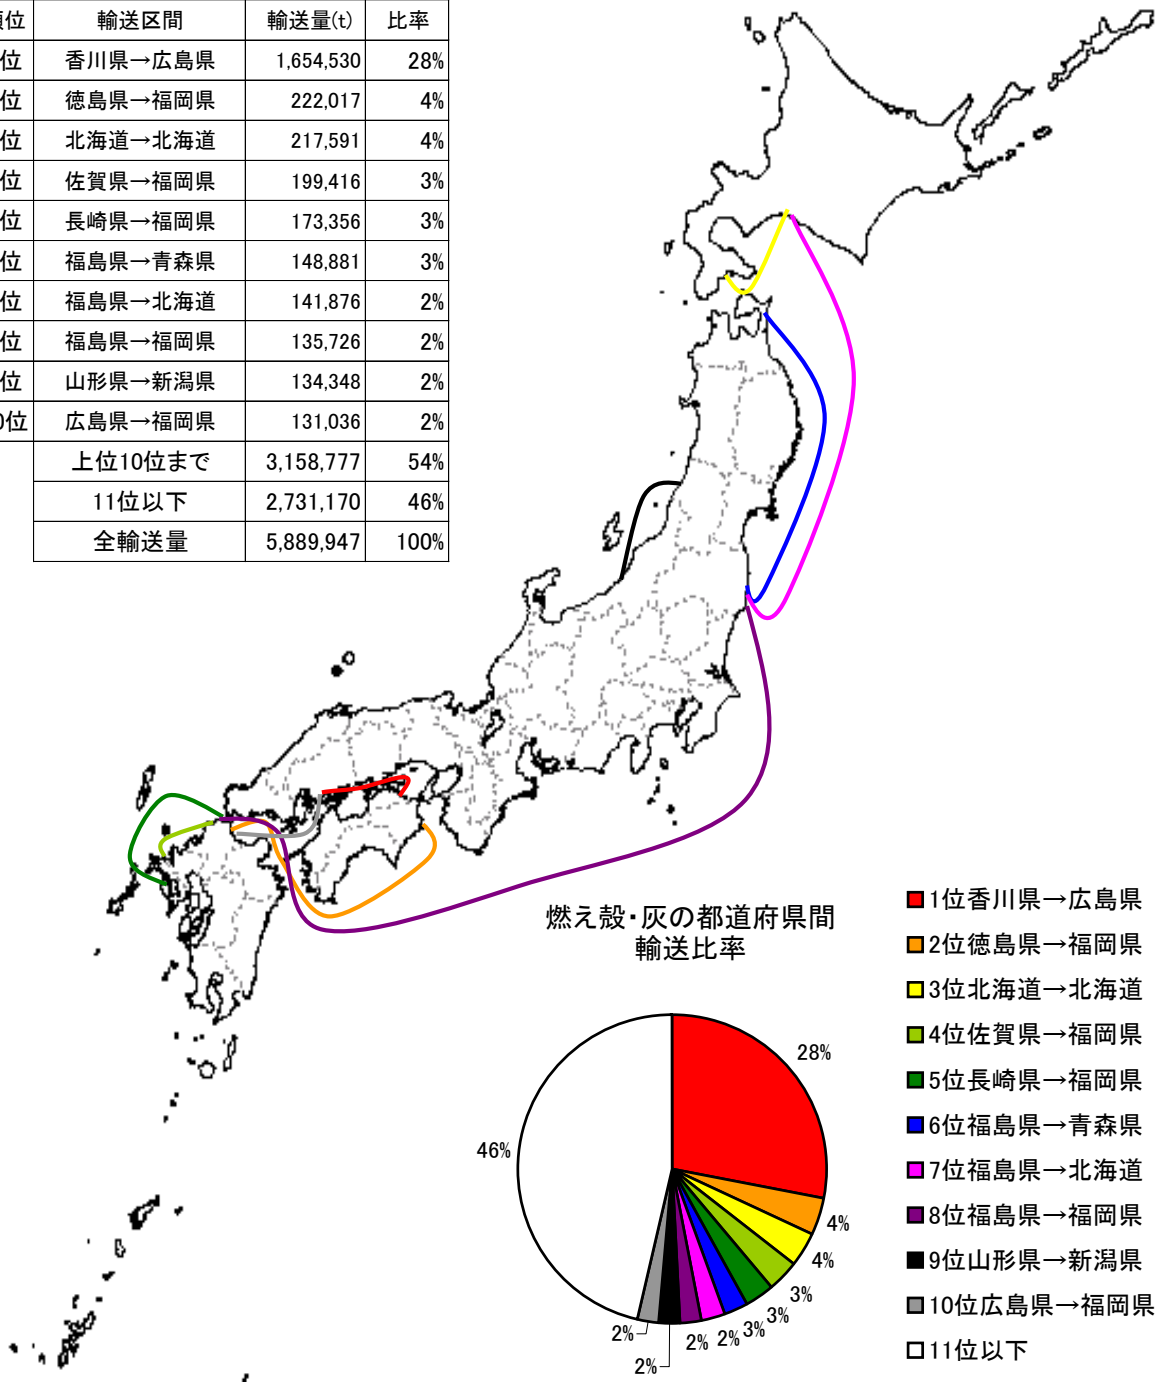 順位 輸送区間 輸送量(t) 比率
位 香川県→広島県 1,654,530 28%
位 徳島県→福岡県 222,017 4%
位 北海道→北海道 217,591 4%
位 佐賀県→福岡県 199,416 3%
位 長崎県→福岡県 173,356 3%
位 福島県→青森県 148,881 3%
位 福島県→北海道 141,876 2%
位 福島県→福岡県 135,726 2%
位 山形県→新潟県 134,348 2%
0位 広島県→福岡県 131,036 2%
上位10位まで 3,158,777 54%
11位以下 2,731,170 46%
全輸送量 5,889,947 100%
燃え殻・灰の都道府県間
輸送比率
28%
4%
4%
3%
3%
3%
2%
2%
2%
2%
46%
1位香川県→広島県
2位徳島県→福岡県
3位北海道→北海道
4位佐賀県→福岡県
5位長崎県→福岡県
6位福島県→青森県
7位福島県→北海道
8位福島県→福岡県
9位山形県→新潟県
10位広島県→福岡県
11位以下